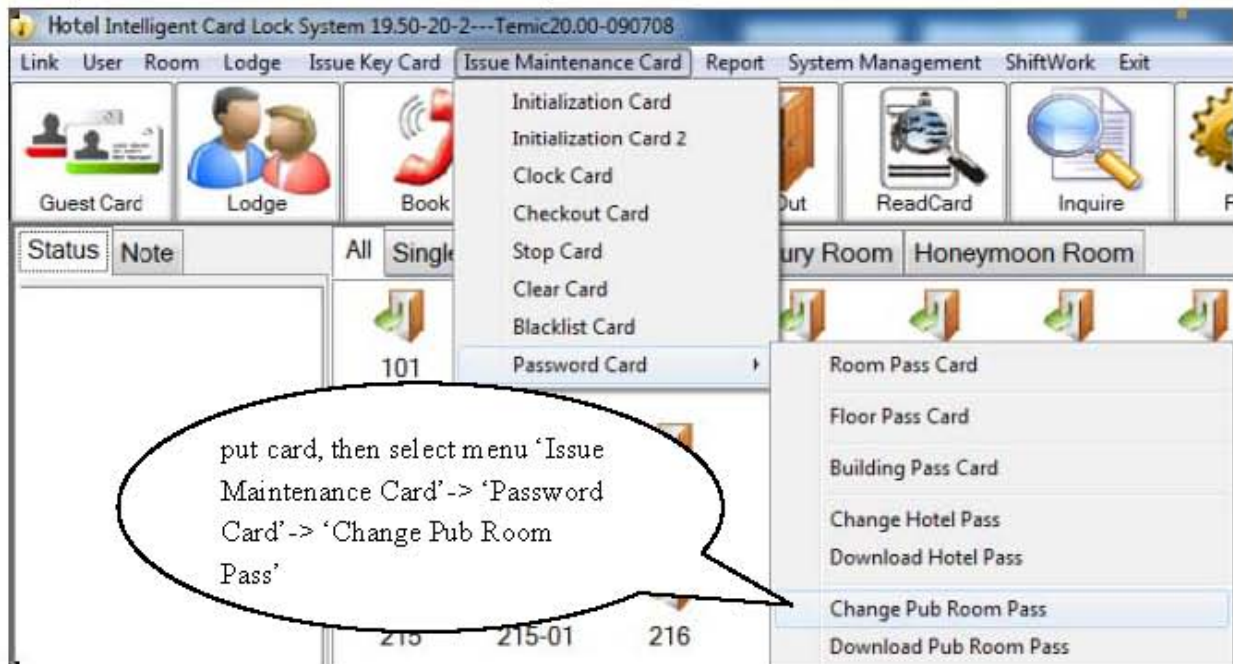 Hotel Intelligent Card Lock System 19.50-20-2---Temic20.00-090708
Link User Room Lodge Issue Key Card Issue Maintenance Card Report System Management ShiftWork Exit
Guest Card Lodge Book Out ReadCard Inquire
Initialization Card
Initialization Card 2
Clock Card
Checkout Card
Stop Card
Clear Card
Blacklist Card
Password Card
Status Note
All Single ury Room Honeymoon Room
101
Room Pass Card
Floor Pass Card
Building Pass Card
Change Hotel Pass
Download Hotel Pass
Change Pub Room Pass
Download Pub Room Pass
put card, then select menu ‘Issue
Maintenance Card’-> ‘Password
Card’-> ‘Change Pub Room
Pass’
215 215-01 216